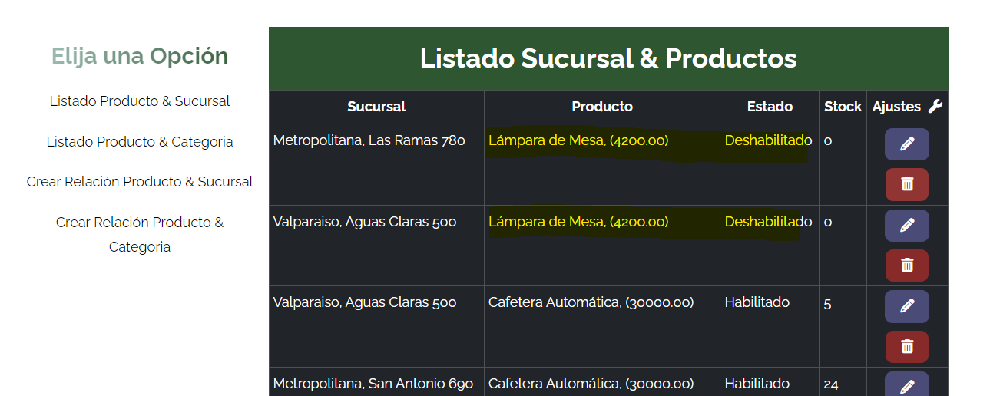 Elija una Opción
Listado Producto & Sucursal
Listado Producto & Categoria
Crear Relación Producto & Sucursal
Crear Relación Producto &
Categoria
Listado Sucursal & Productos
Sucursal Producto Estado Stock Ajustes
Metropolitana, Las Ramas 780 Lámpara de Mesa, (4200.00) Deshabilitado 0
Valparaiso, Aguas Claras 500 Lámpara de Mesa, (4200.00) Deshabilitado 0
Valparaiso, Aguas Claras 500 Cafetera Automática, (30000.00) Habilitado 5
Metropolitana, San Antonio 690 Cafetera Automática, (30000.00) Habilitado 24